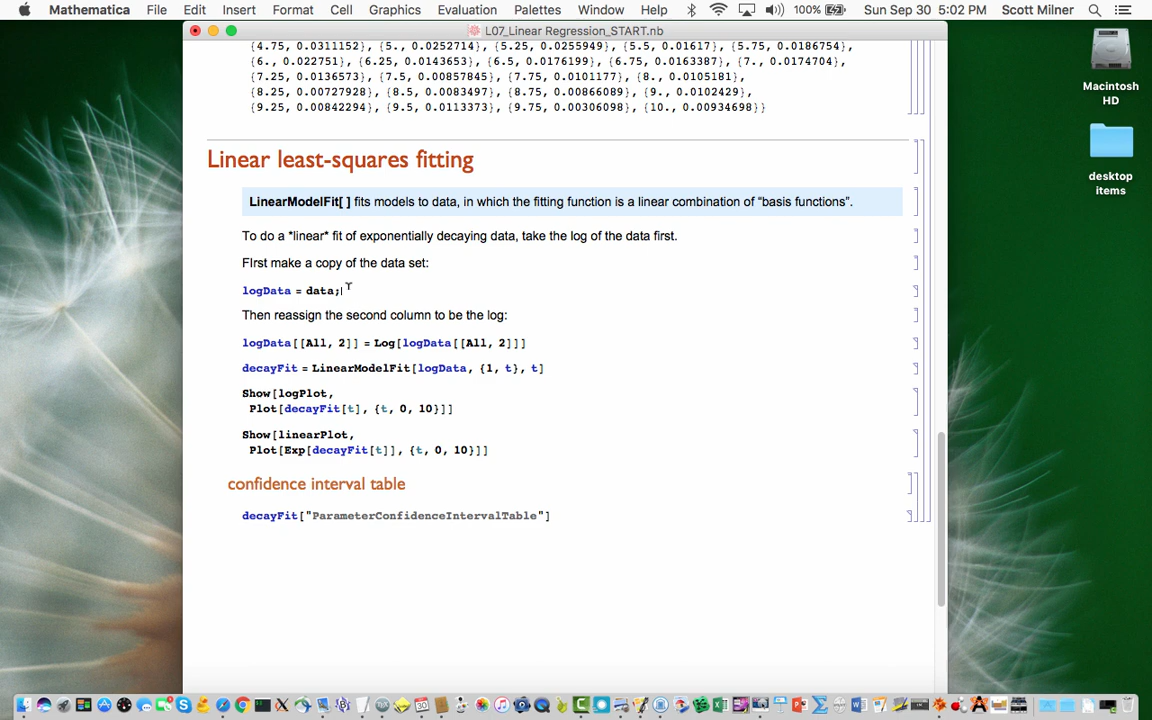 Mathematica File Edit Insert Format Cell Graphics Evaluation Palettes Window Help 100% Sun Sep 30 5:02 PM Scott Milner
L07_Linear Regression_START.nb
{4.75, 0.0311152}, {5., 0.0252714}, {5.25, 0.0255949}, {5.5, 0.01617}, {5.75, 0.0186754},
{6., 0.022751}, {6.25, 0.0143653}, {6.5, 0.0176199}, {6.75, 0.0163387}, {7., 0.0174704},
{7.25, 0.0136573}, {7.5, 0.00857845}, {7.75, 0.0101177}, {8., 0.0105181},
{8.25, 0.00727928}, {8.5, 0.0083497}, {8.75, 0.00866089}, {9., 0.0102429},
{9.25, 0.00842294}, {9.5, 0.0113373}, {9.75, 0.00306098}, {10., 0.00934698}}
Linear least-squares fitting
LinearModelFit[ ] fits models to data, in which the fitting function is a linear combination of “basis functions”.
To do a *linear* fit of exponentially decaying data, take the log of the data first.
FIrst make a copy of the data set:
logData = data;
Then reassign the second column to be the log:
logData[[All, 2]] = Log[logData[[All, 2]]]
decayFit = LinearModelFit[logData, {1, t}, t]
Show[logPlot,
Plot[decayFit[t], {t, 0, 10}]]
Show[linearPlot,
Plot[Exp[decayFit[t]], {t, 0, 10}]]
confidence interval table
decayFit["ParameterConfidenceIntervalTable"]
Macintosh
HD
desktop
items